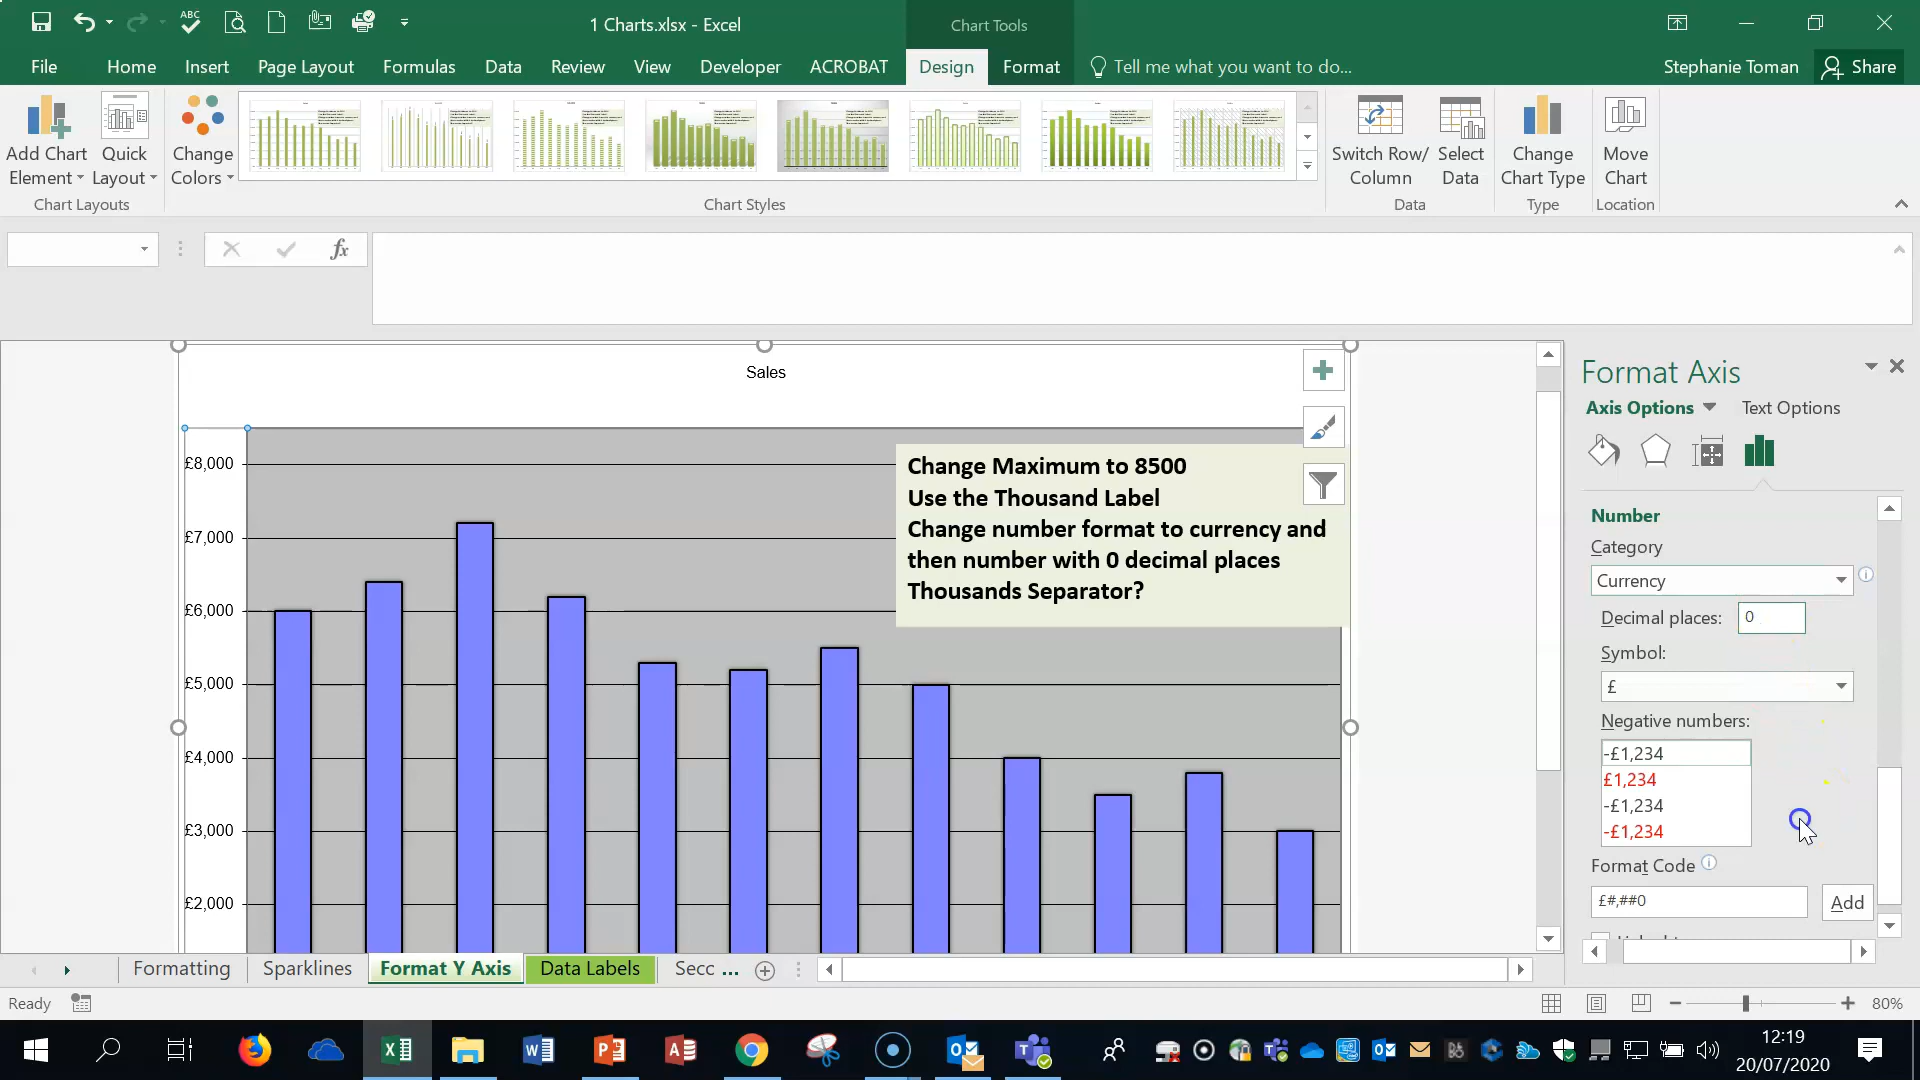 1 Charts.xlsx - Excel
Chart Tools
File Home Insert Page Layout Formulas Data Review View Developer ACROBAT Design Format Tell me what you want to do... Stephanie Toman Share
Add Chart Element
Quick Layout
Change Colors
Switch Row/ Column
Select Data
Change Chart Type
Move Chart
Chart Layouts
Chart Styles
Data
Type
Location
fx
Sales
£8,000
£7,000
£6,000
£5,000
£4,000
£3,000
£2,000
Change Maximum to 8500
Use the Thousand Label
Change number format to currency and
then number with 0 decimal places
Thousands Separator?
Format Axis
Axis Options Text Options
Number
Category
Currency
Decimal places: 0
Symbol:
£
Negative numbers:
-£1,234
£1,234
-£1,234
-£1,234
Format Code
£#,##0 Add
Formatting Sparklines Format Y Axis Data Labels Secc ...
Ready 80%
12:19
20/07/2020